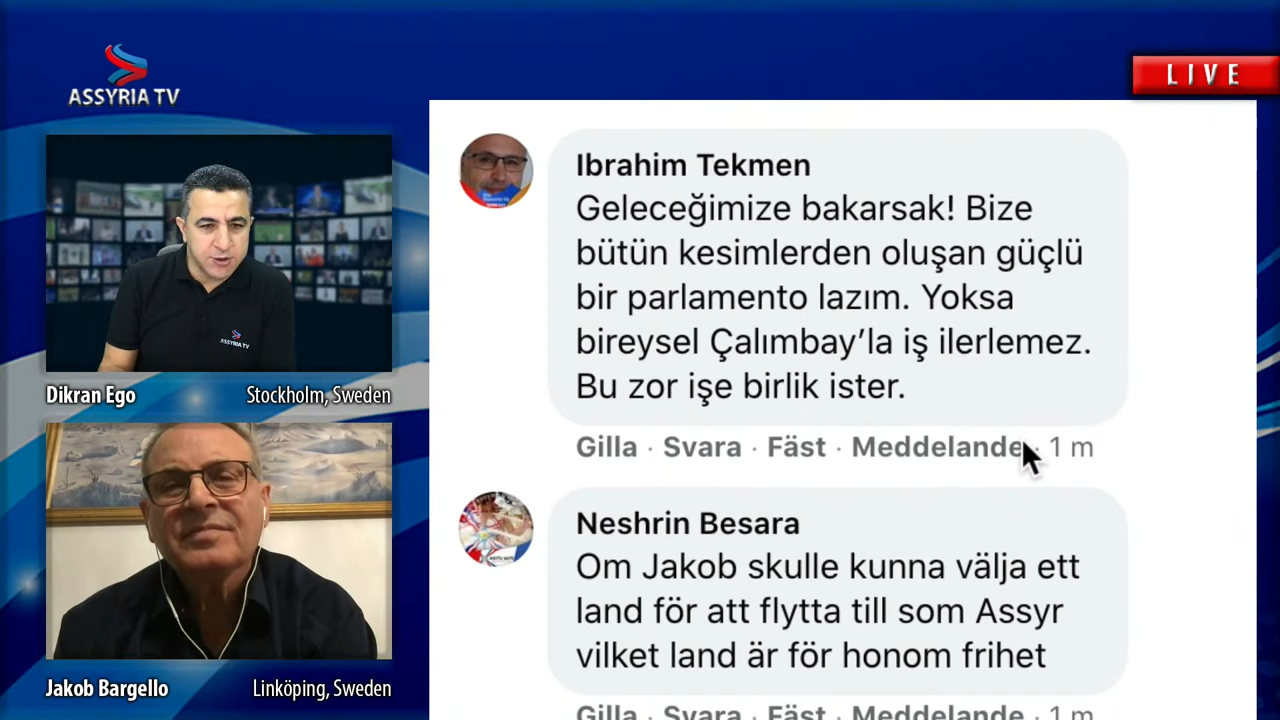 ASSYRIA TV
LIVE
ASSYRIA TV
Dikran Ego
Stockholm, Sweden
Jakob Bargello
Linköping, Sweden
Ibrahim Tekmen
Geleceğimize bakarsak! Bize
bütün kesimlerden oluşan güçlü
bir parlamento lazım. Yoksa
bireysel Çalımbay’la iş ilerlemez.
Bu zor işe birlik ister.
Gilla · Svara · Fäst · Meddelande · 1 m
Neshrin Besara
Om Jakob skulle kunna välja ett
land för att flytta till som Assyr
vilket land är för honom frihet
Gilla · Svara · Fäst · Meddelande · 1 m